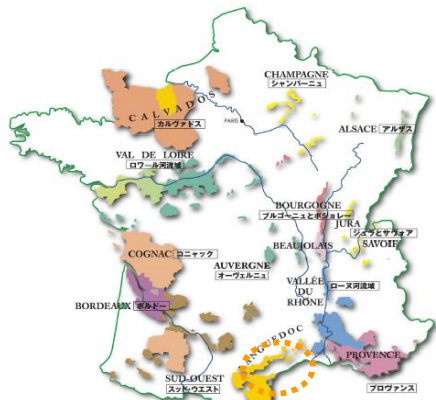 CHAMPAGNE
シャンパーニュ
CALVADOS
カルヴァドス
PARIS
ALSACE アルザス
VAL DE LOIRE
ロワール河流域
BOURGOGNE
ブルゴーニュとボジョレー
JURA ジュラとサヴォア
SAVOIE
BEAUJOLAIS
COGNAC コニャック
AUVERGNE
オーヴェルニュ
VALLÉE
DU
RHÔNE
ローヌ河流域
BORDEAUX ボルドー
LANGUEDOC
PROVENCE
プロヴァンス
SUD-OUEST
スッド・ウエスト